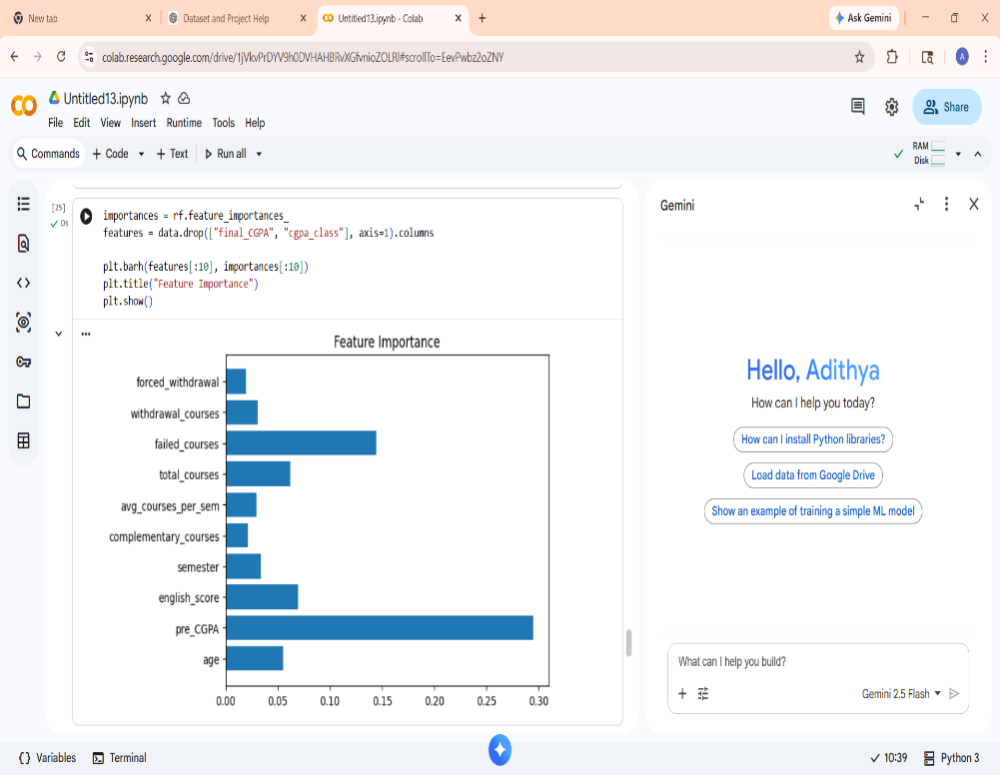 New tab
Dataset and Project Help
Untitled13.ipynb - Colab
Ask Gemini
colab.research.google.com/drive/1jVkvPrDYV9h0DVHAHBRvXGfvnioZOLRl#scrollTo=EevPwbz2oZNY
A
Untitled13.ipynb
File Edit View Insert Runtime Tools Help
Share
Commands + Code + Text Run all
RAM
Disk
[25]
0s
importances = rf.feature_importances_
features = data.drop(["final_CGPA", "cgpa_class"], axis=1).columns
plt.barh(features[:10], importances[:10])
plt.title("Feature Importance")
plt.show()
Feature Importance
forced_withdrawal
withdrawal_courses
failed_courses
total_courses
avg_courses_per_sem
complementary_courses
semester
english_score
pre_CGPA
age
0.00 0.05 0.10 0.15 0.20 0.25 0.30
Gemini
Hello, Adithya
How can I help you today?
How can I install Python libraries?
Load data from Google Drive
Show an example of training a simple ML model
What can I help you build?
Gemini 2.5 Flash
Variables Terminal
10:39 Python 3